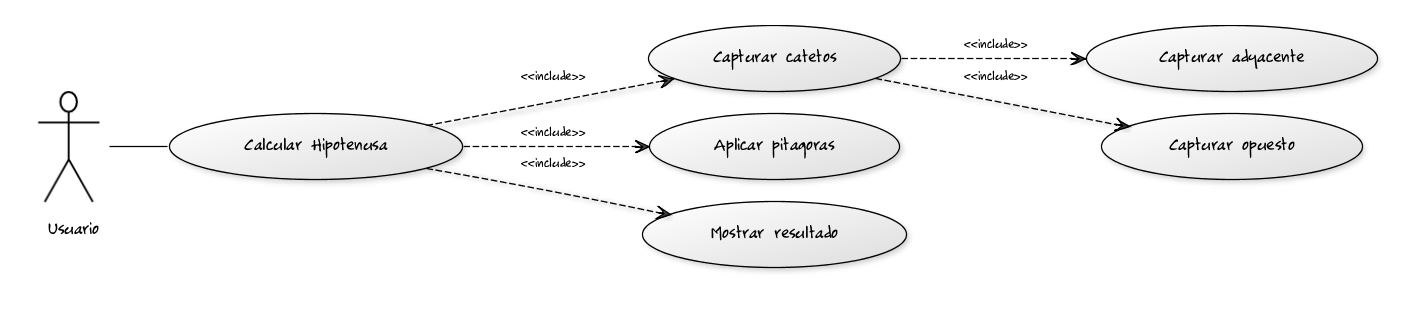 Usuario
Calcular Hipotenusa
<<include>>
<<include>>
<<include>>
Capturar catetos
Aplicar pitagoras
Mostrar resultado
<<include>>
<<include>>
Capturar adyacente
Capturar opuesto